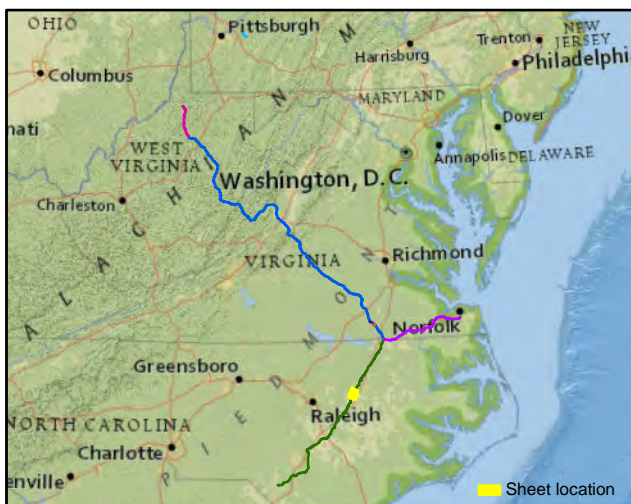 OHIO
Pittsburgh
NEW
JERSEY
Trenton
Harrisburg
Philadelphia
Columbus
MARYLAND
nati
Dover
WEST
VIRGINIA
Annapolis
DELAWARE
Washington, D.C.
Charleston
A P P A L A C H I A N M
Richmond
VIRGINIA
Norfolk
Greensboro
P I E D M O N T
Raleigh
NORTH CAROLINA
Charlotte
enville
Sheet location